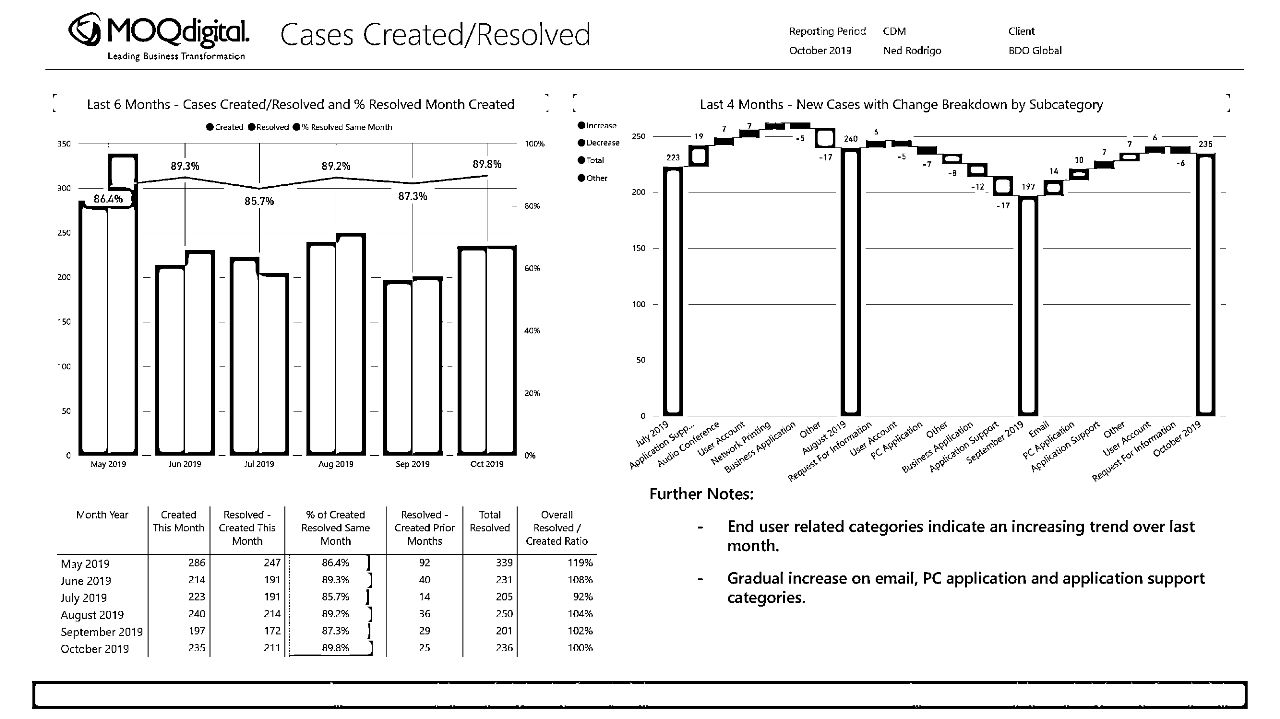 MOQdigital.
Leading Business Transformation
Cases Created/Resolved
Reporting Period CDM Client
October 2019 Ned Rodrigo BDO Global
Last 6 Months - Cases Created/Resolved and % Resolved Month Created
Created Resolved % Resolved Same Month
350 100%
300
80%
250
60%
200
150
40%
100
20%
50
0 0%
86.4% 89.3% 85.7% 89.2% 87.3% 89.8%
May 2019 Jun 2019 Jul 2019 Aug 2019 Sep 2019 Oct 2019
Last 4 Months - New Cases with Change Breakdown by Subcategory
Increase
Decrease
Total
Other
250
200
150
100
50
0
223 19 7 7 -5 -17 240 6 -5 -7 -8 -12 -17 197 14 10 7 7 6 -6 235
July 2019
Application Supp...
Audio Conference
User Account
Network Printing
Business Application
Other
August 2019
Request For Information
User Account
PC Application
Other
Business Application
Application Support
September 2019
Email
PC Application
Application Support
Other
User Account
Request For Information
October 2019
Month Year Created Resolved - % of Created Resolved - Total Overall
This Month Created This Resolved Same Created Prior Resolved Resolved /
Month Month Months Created Ratio
May 2019 286 247 86.4% 92 339 119%
June 2019 214 191 89.3% 40 231 108%
July 2019 223 191 85.7% 14 205 92%
August 2019 240 214 89.2% 36 250 104%
September 2019 197 172 87.3% 29 201 102%
October 2019 235 211 89.8% 25 236 100%
Further Notes:
- End user related categories indicate an increasing trend over last
month.
- Gradual increase on email, PC application and application support
categories.